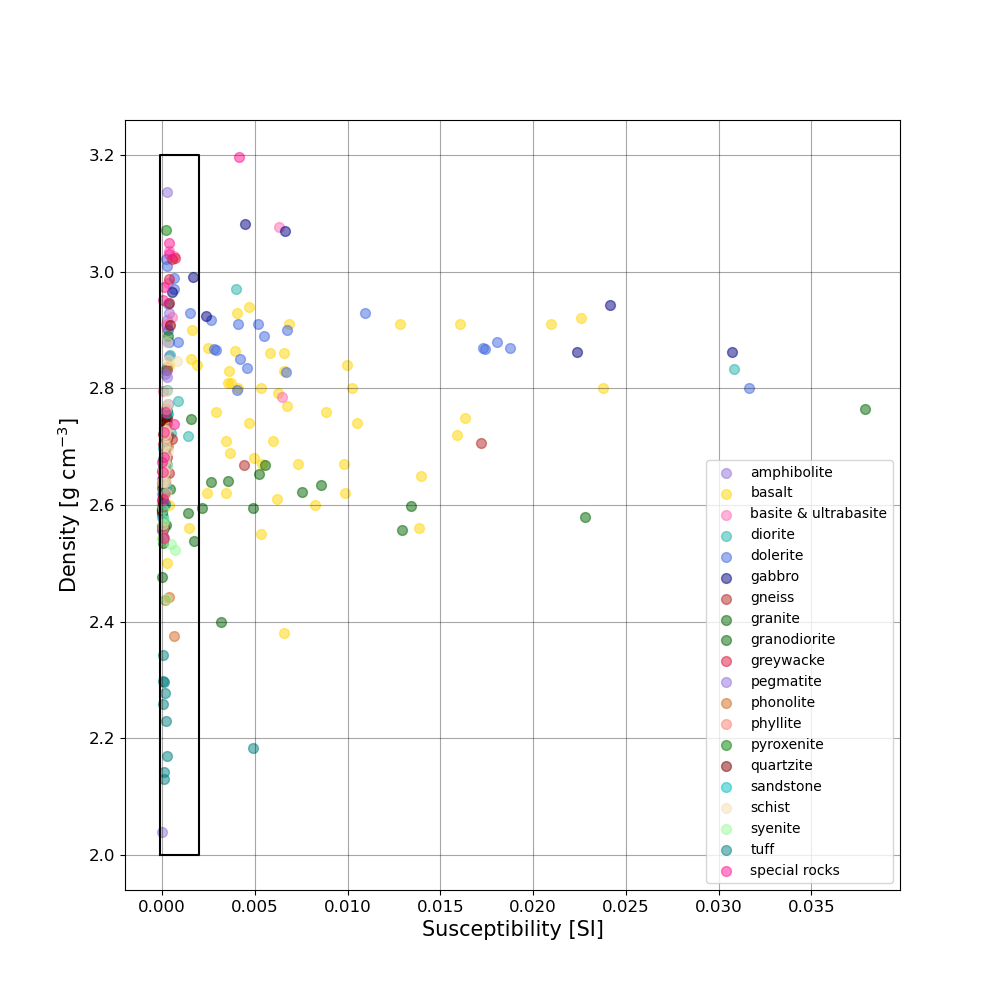 3.2
3.0
2.8
2.6
2.4
2.2
2.0
Density [g cm⁻³]
0.000 0.005 0.010 0.015 0.020 0.025 0.030 0.035
Susceptibility [SI]
amphibolite
basalt
basite & ultrabasite
diorite
dolerite
gabbro
gneiss
granite
granodiorite
greywacke
pegmatite
phonolite
phyllite
pyroxenite
quartzite
sandstone
schist
syenite
tuff
special rocks